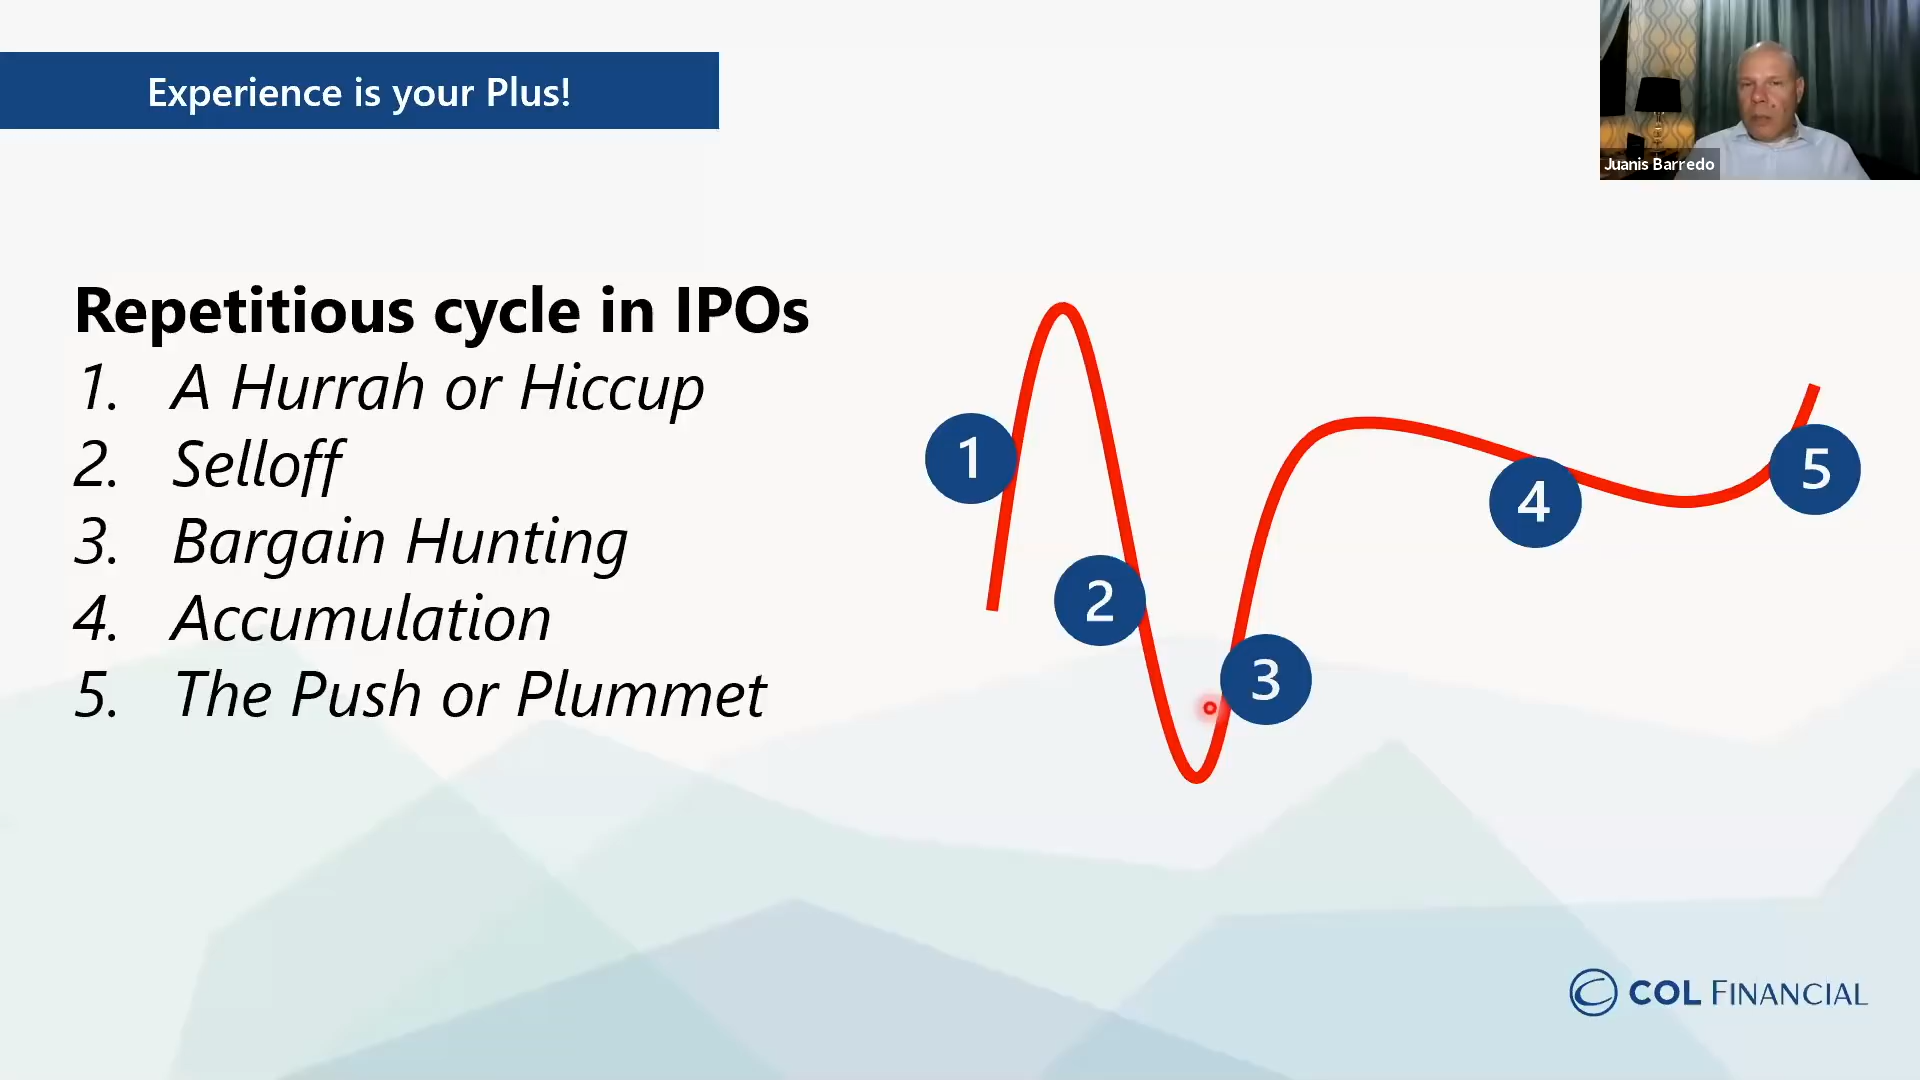 Experience is your Plus!
Juanis Barredo
Repetitious cycle in IPOs
1. A Hurrah or Hiccup
2. Selloff
3. Bargain Hunting
4. Accumulation
5. The Push or Plummet
1
2
3
4
5
COL FINANCIAL